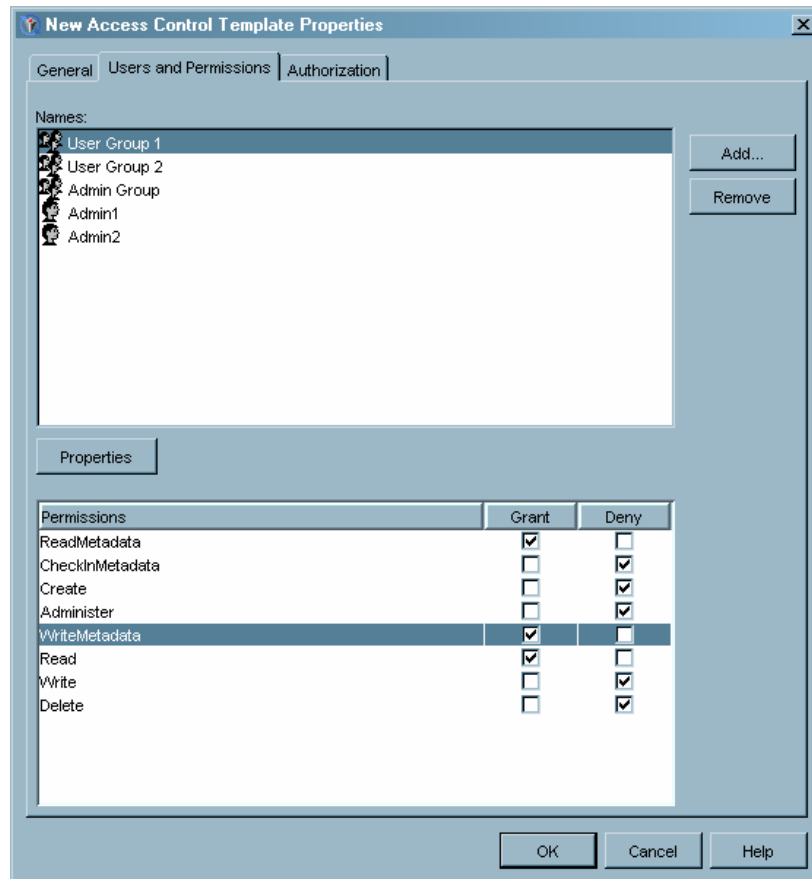 New Access Control Template Properties
General Users and Permissions Authorization
Names:
User Group 1
User Group 2
Admin Group
Admin1
Admin2
Add...
Remove
Properties
Permissions Grant Deny
ReadMetadata
CheckInMetadata
Create
Administer
WriteMetadata
Read
Write
Delete
OK Cancel Help